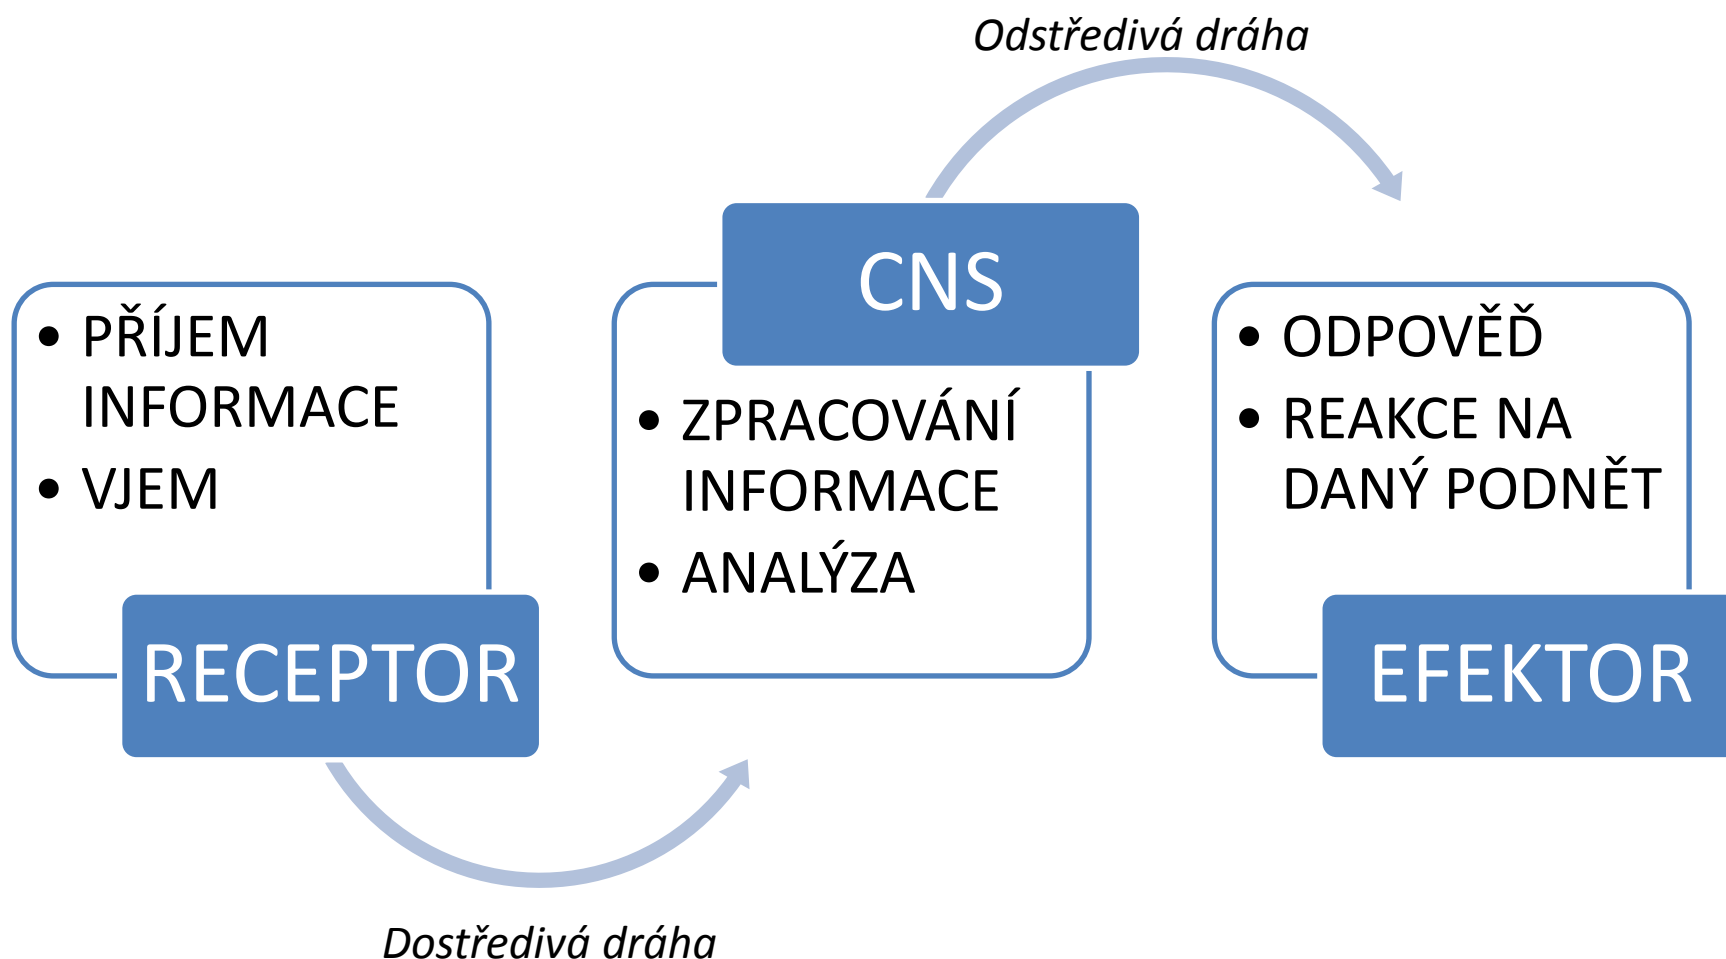 Odstředivá dráha
• PŘÍJEM
INFORMACE
• VJEM
RECEPTOR
CNS
• ZPRACOVÁNÍ
INFORMACE
• ANALÝZA
• ODPOVĚĎ
• REAKCE NA
DANÝ PODNĚT
EFEKTOR
Dostředivá dráha